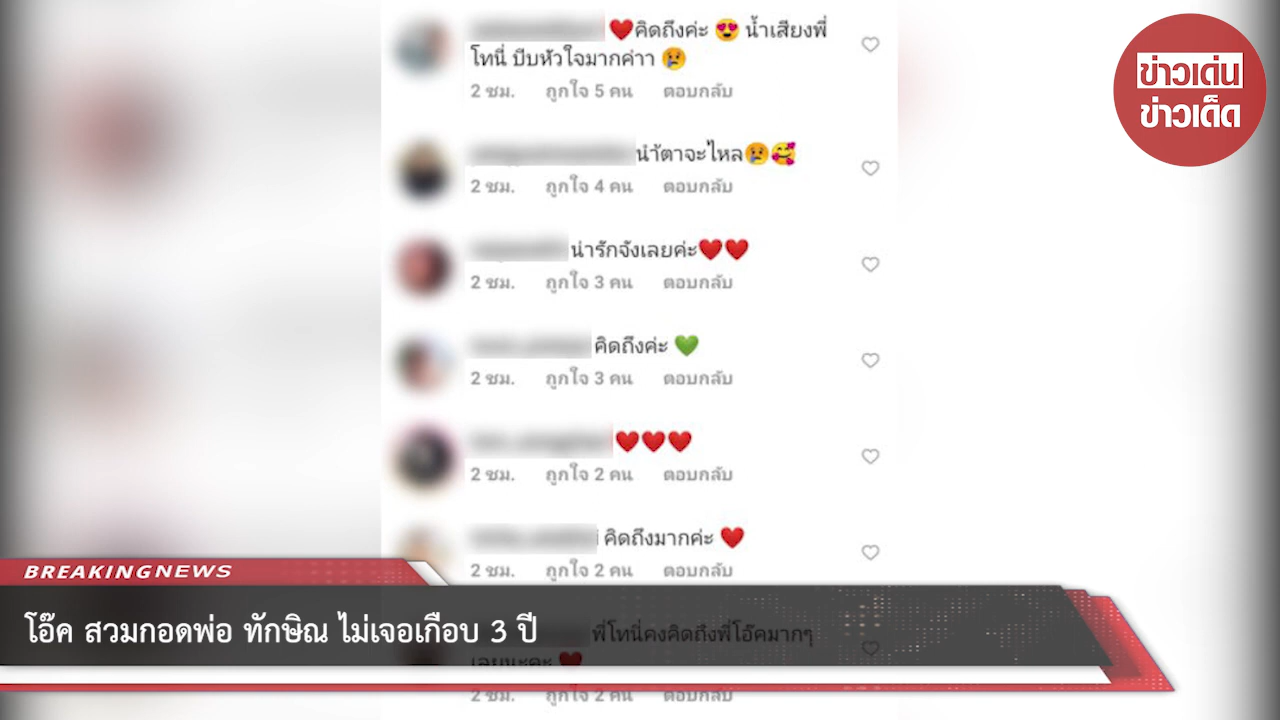 ข่าวเด่น
ข่าวเด็ด
❤️คิดถึงค่ะ 😍 น้ำเสียงพี่
โทนี่ บีบหัวใจมากค่าา 😢
2 ชม. ถูกใจ 5 คน ตอบกลับ
น้ำตาจะไหล😢🥰
2 ชม. ถูกใจ 4 คน ตอบกลับ
น่ารักจังเลยค่ะ❤️❤️
2 ชม. ถูกใจ 3 คน ตอบกลับ
คิดถึงค่ะ 💚
2 ชม. ถูกใจ 3 คน ตอบกลับ
❤️❤️❤️
2 ชม. ถูกใจ 2 คน ตอบกลับ
คิดถึงมากค่ะ ❤️
2 ชม. ถูกใจ 2 คน ตอบกลับ
พี่โทนี่คงคิดถึงพี่โอ๊คมากๆ
เลยนะคะ ❤️
2 ชม. ถูกใจ 2 คน ตอบกลับ
BREAKINGNEWS
โอ๊ค สวมกอดพ่อ ทักษิณ ไม่เจอเกือบ 3 ปี